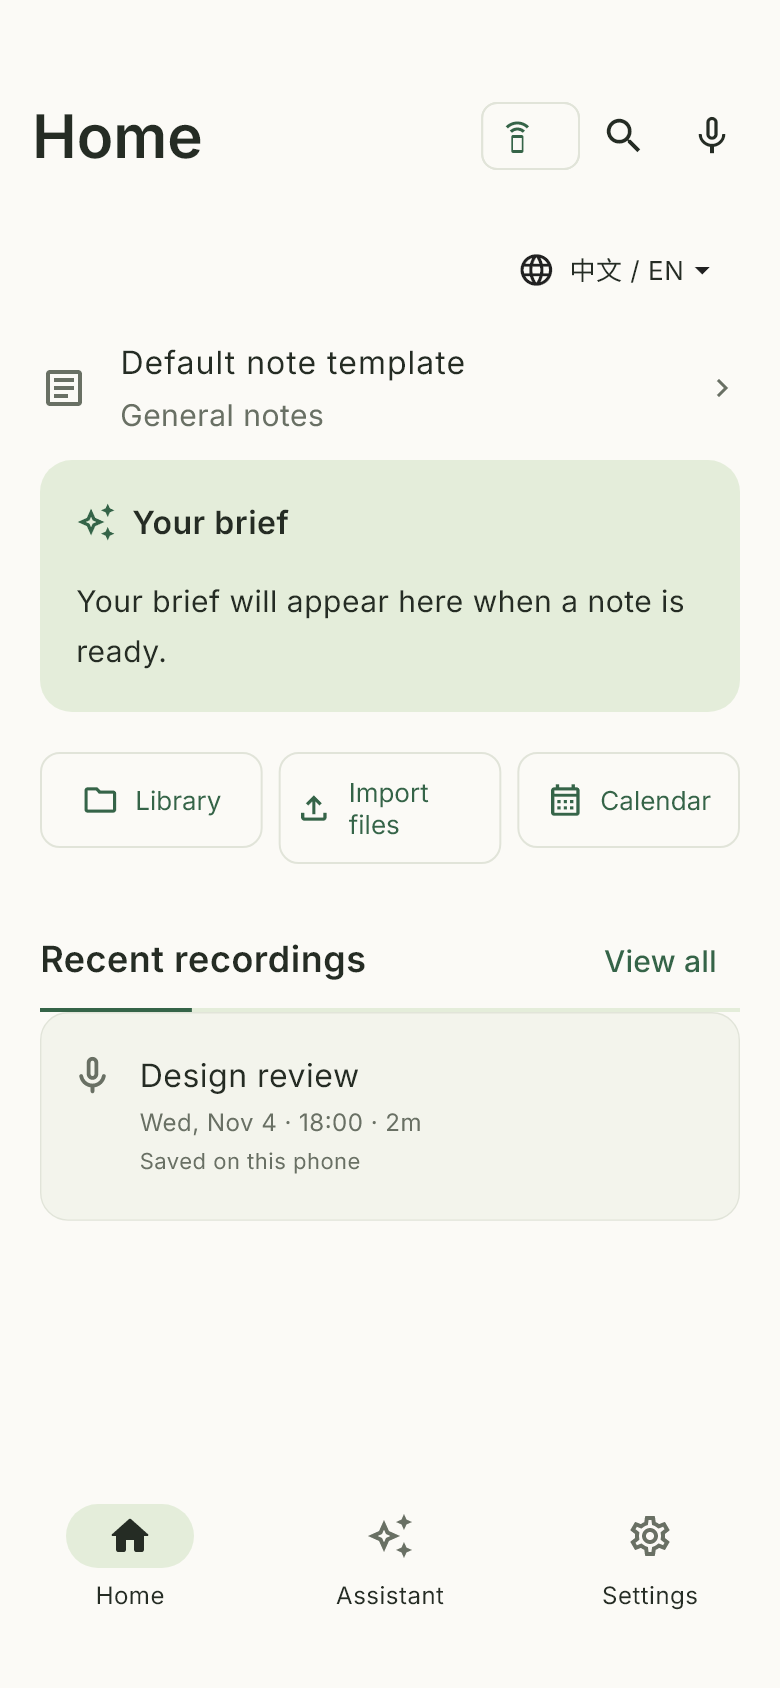 Home
中文 / EN
Default note template
General notes
Your brief
Your brief will appear here when a note is
ready.
Library
Import
files
Calendar
Recent recordings
View all
Design review
Wed, Nov 4 · 18:00 · 2m
Saved on this phone
Home
Assistant
Settings